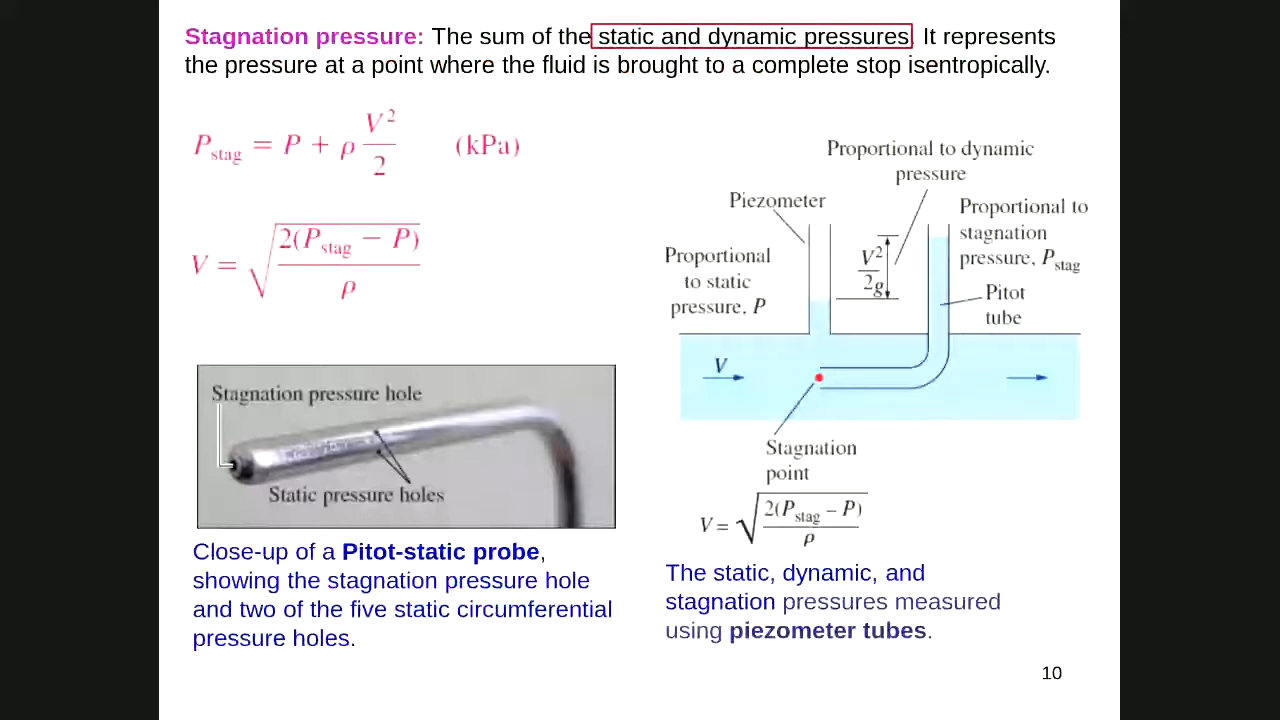 Stagnation pressure: The sum of the static and dynamic pressures. It represents
the pressure at a point where the fluid is brought to a complete stop isentropically.
P_stag = P + ρ V²/2 (kPa)
V = √(2(P_stag − P)/ρ)
Stagnation pressure hole
Static pressure holes
Close-up of a Pitot-static probe,
showing the stagnation pressure hole
and two of the five static circumferential
pressure holes.
Proportional to dynamic
pressure
Piezometer
Proportional
to static
pressure, P
V²/2g
Proportional to
stagnation
pressure, P_stag
Pitot
tube
V
Stagnation
point
V = √(2(P_stag − P)/ρ)
The static, dynamic, and
stagnation pressures measured
using piezometer tubes.
10